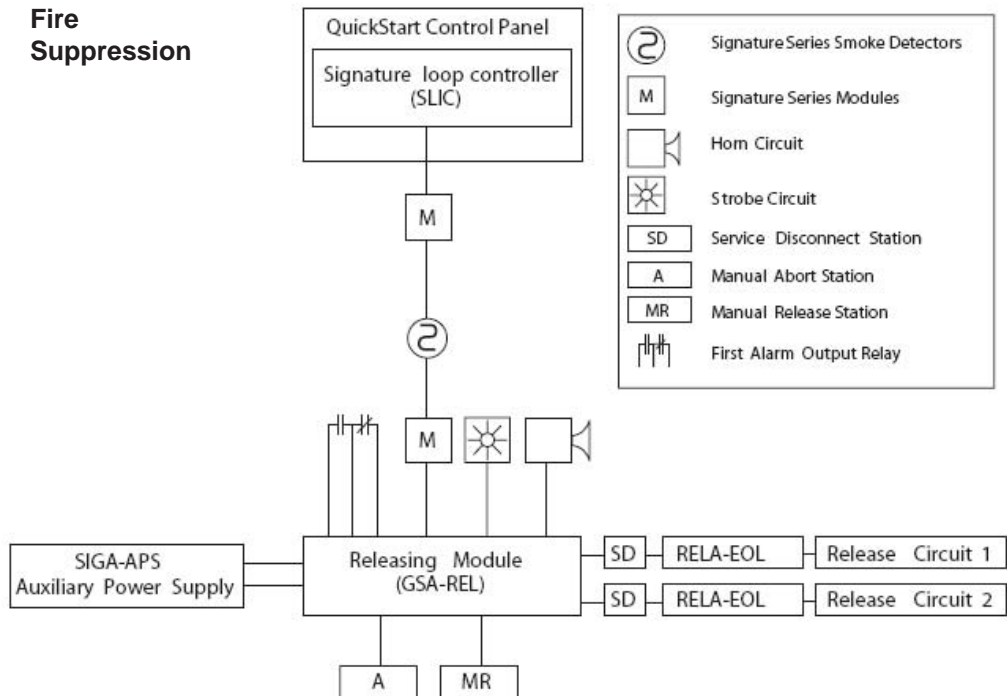 Fire
Suppression
QuickStart Control Panel
Signature loop controller
(SLIC)
M
M
Signature Series Smoke Detectors
M
Signature Series Modules
Horn Circuit
Strobe Circuit
SD
Service Disconnect Station
A
Manual Abort Station
MR
Manual Release Station
First Alarm Output Relay
SIGA-APS
Auxiliary Power Supply
Releasing Module
(GSA-REL)
SD
RELA-EOL
Release Circuit 1
SD
RELA-EOL
Release Circuit 2
A
MR